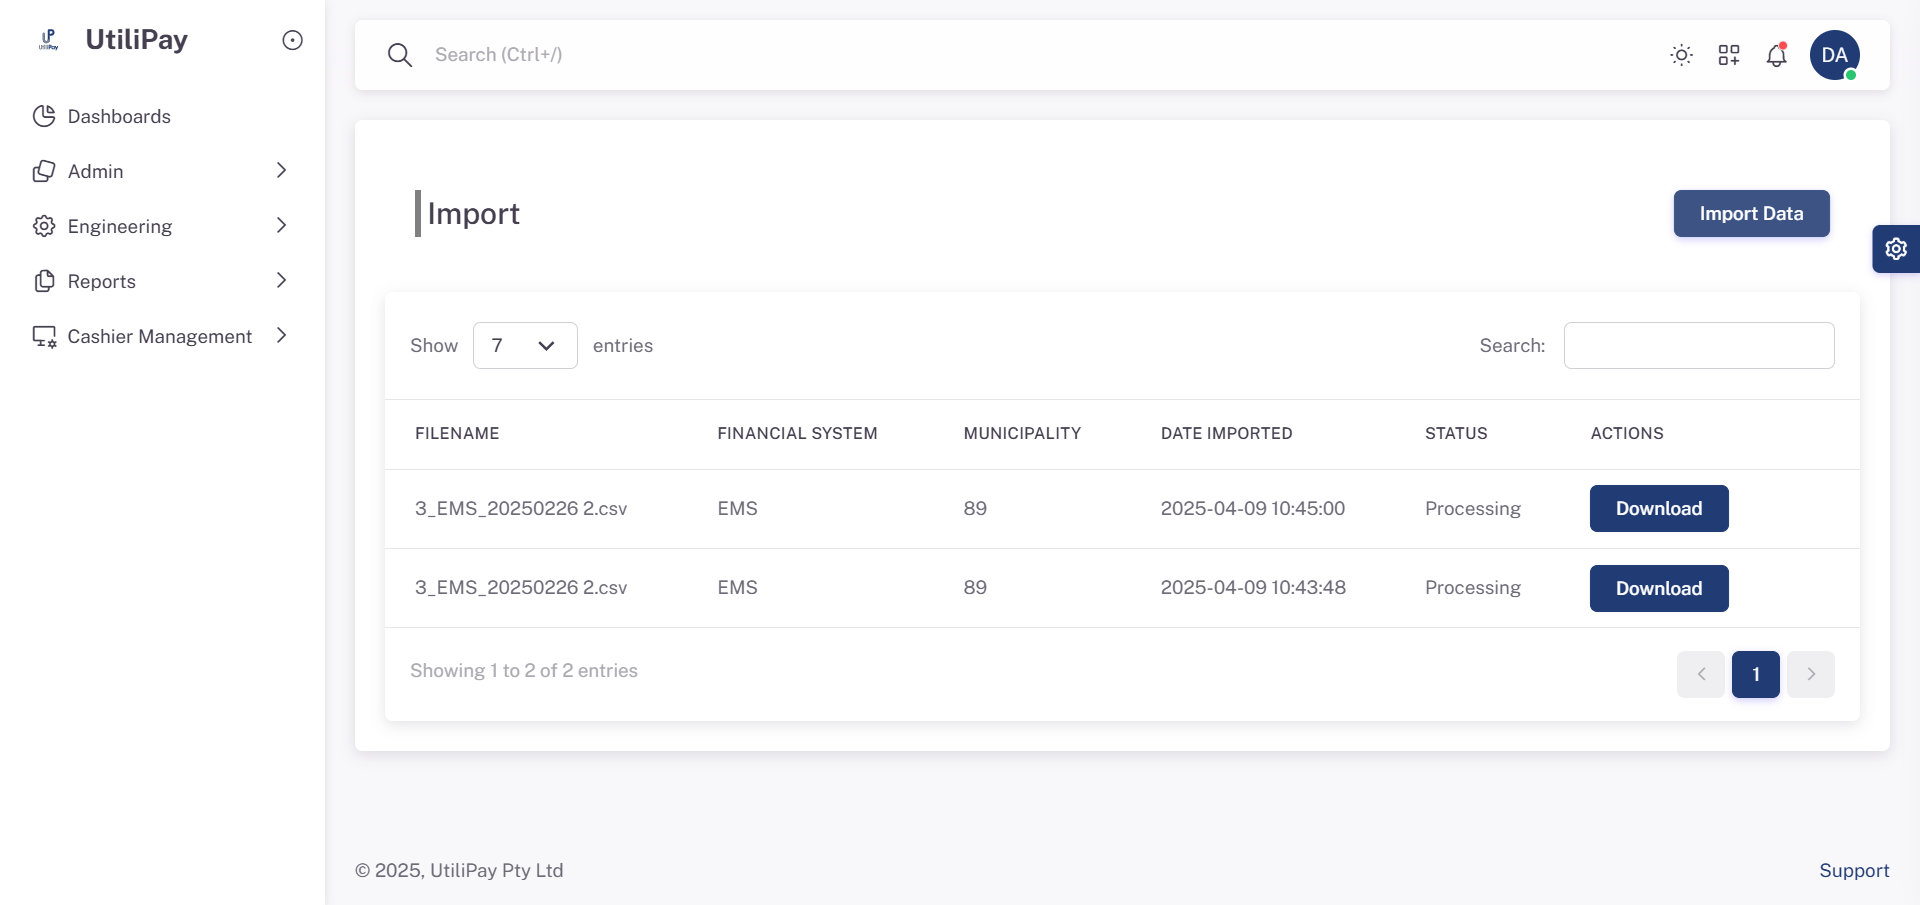 UP
UtiliPay
UtiliPay
Dashboards
Admin
Engineering
Reports
Cashier Management
Search (Ctrl+/)
DA
Import
Import Data
Show 7 entries
Search:
FILENAME FINANCIAL SYSTEM MUNICIPALITY DATE IMPORTED STATUS ACTIONS
3_EMS_20250226 2.csv EMS 89 2025-04-09 10:45:00 Processing Download
3_EMS_20250226 2.csv EMS 89 2025-04-09 10:43:48 Processing Download
Showing 1 to 2 of 2 entries
1
© 2025, UtiliPay Pty Ltd
Support